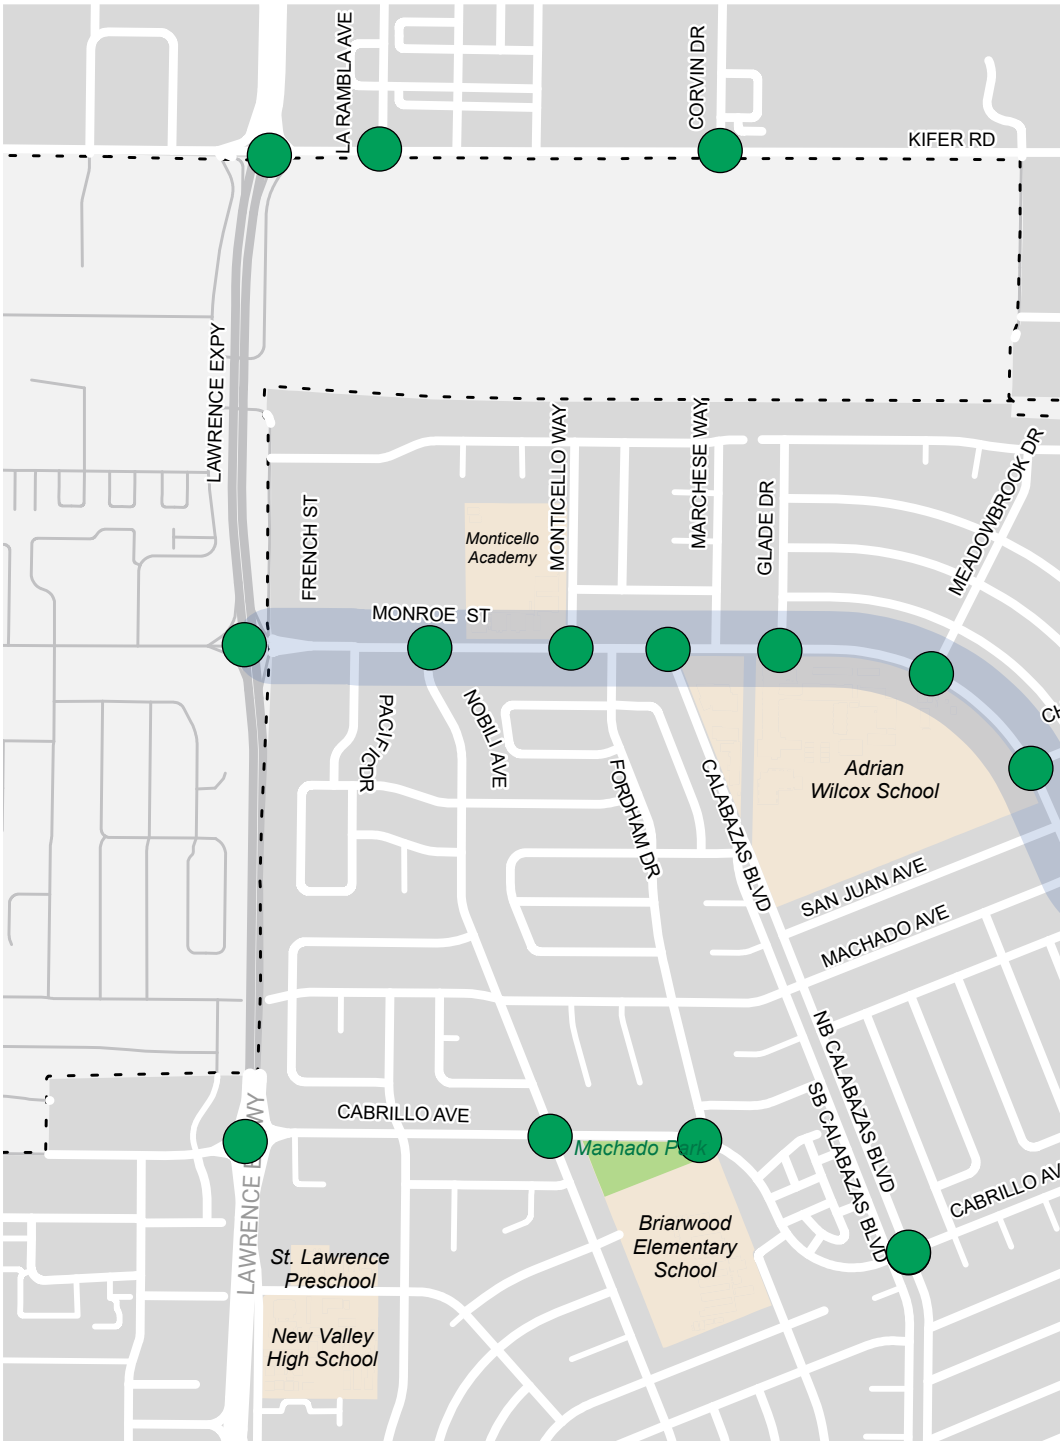 LA RAMBLA AVE
CORVIN DR
KIFER RD
LAWRENCE EXPY
FRENCH ST
MONTICELLO WAY
MARCHESE WAY
GLADE DR
MEADOWBROOK DR
Monticello
Academy
MONROE ST
PACIFIC DR
NOBILI AVE
FORDHAM DR
CALABAZAS BLVD
Adrian
Wilcox School
CH
SAN JUAN AVE
MACHADO AVE
NB CALABAZAS BLVD
SB CALABAZAS BLVD
CABRILLO AVE
Machado Park
CABRILLO AV
LAWRENCE E WY
Briarwood
Elementary
School
St. Lawrence
Preschool
New Valley
High School